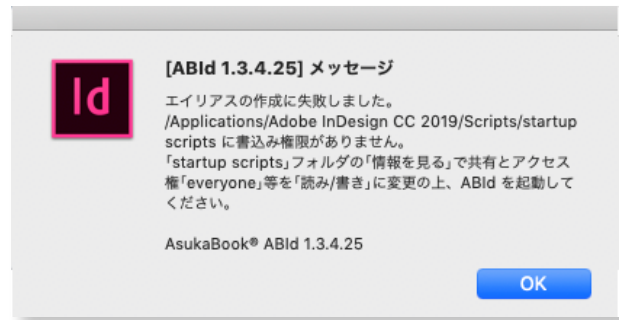 Id
[ABId 1.3.4.25] メッセージ
エイリアスの作成に失敗しました。
/Applications/Adobe InDesign CC 2019/Scripts/startup
scripts に書込み権限がありません。
「startup scripts」フォルダの「情報を見る」で共有とアクセス
権「everyone」等を「読み/書き」に変更の上、ABId を起動して
ください。
AsukaBook® ABId 1.3.4.25
OK